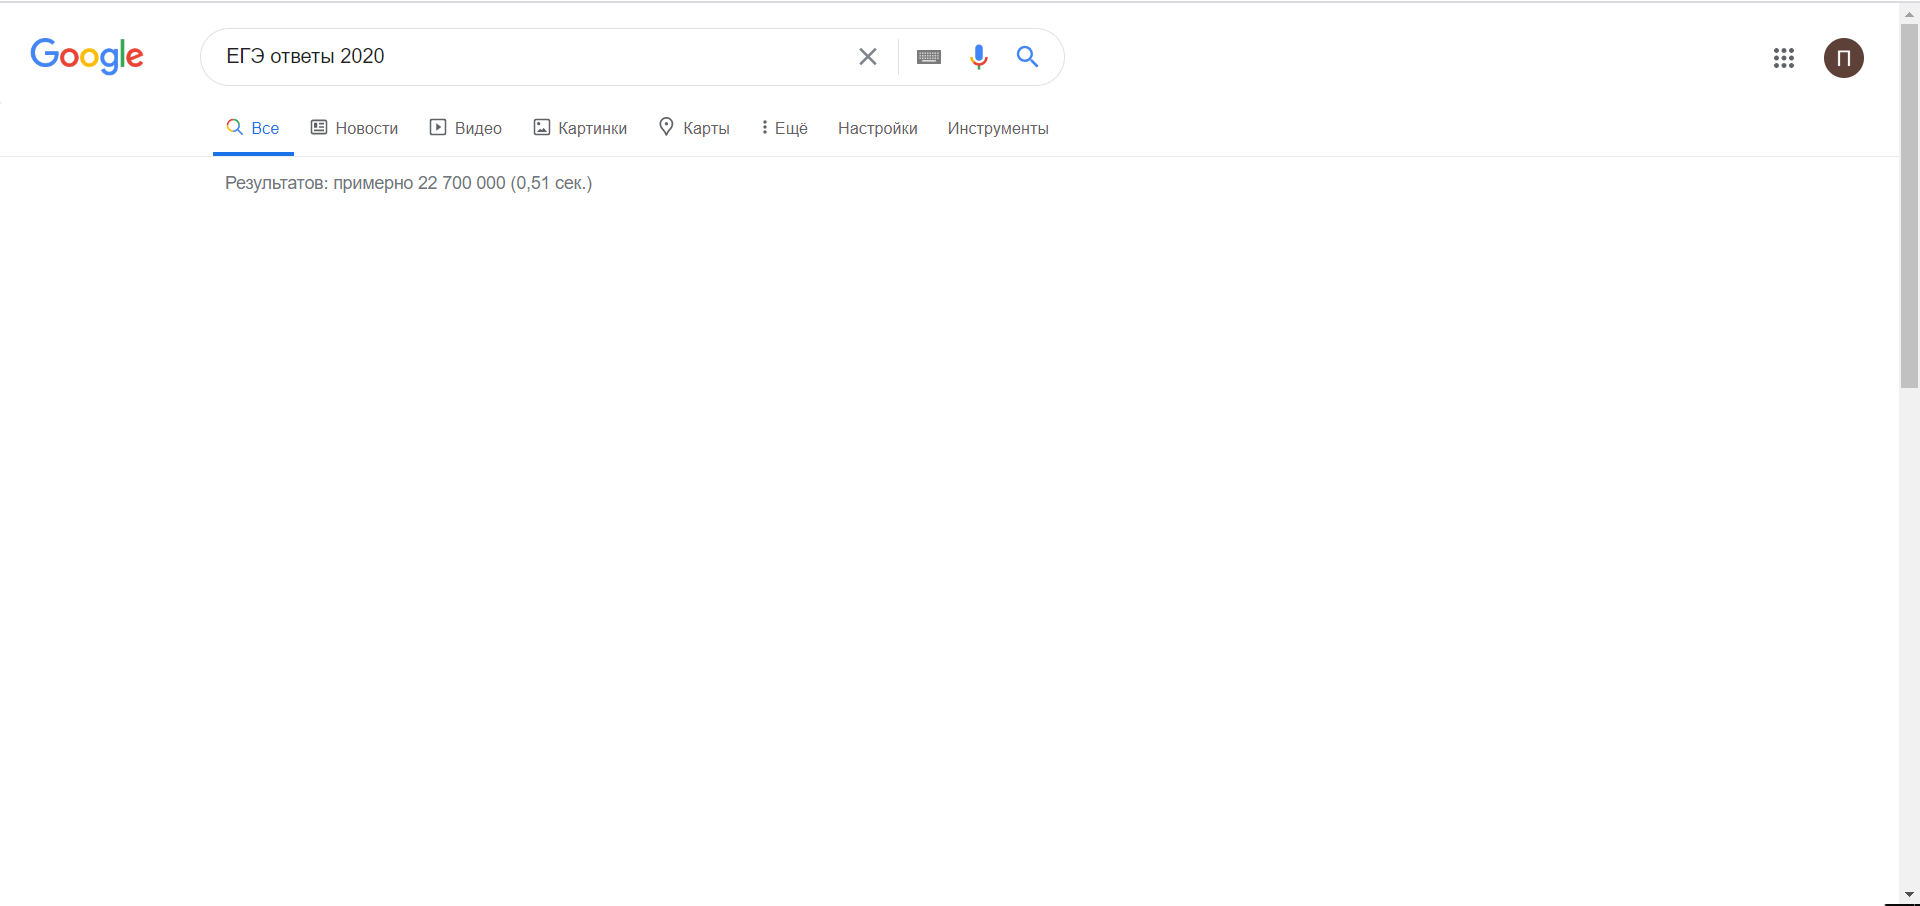 Google
ЕГЭ ответы 2020
П
Все Новости Видео Картинки Карты Ещё Настройки Инструменты
Результатов: примерно 22 700 000 (0,51 сек.)